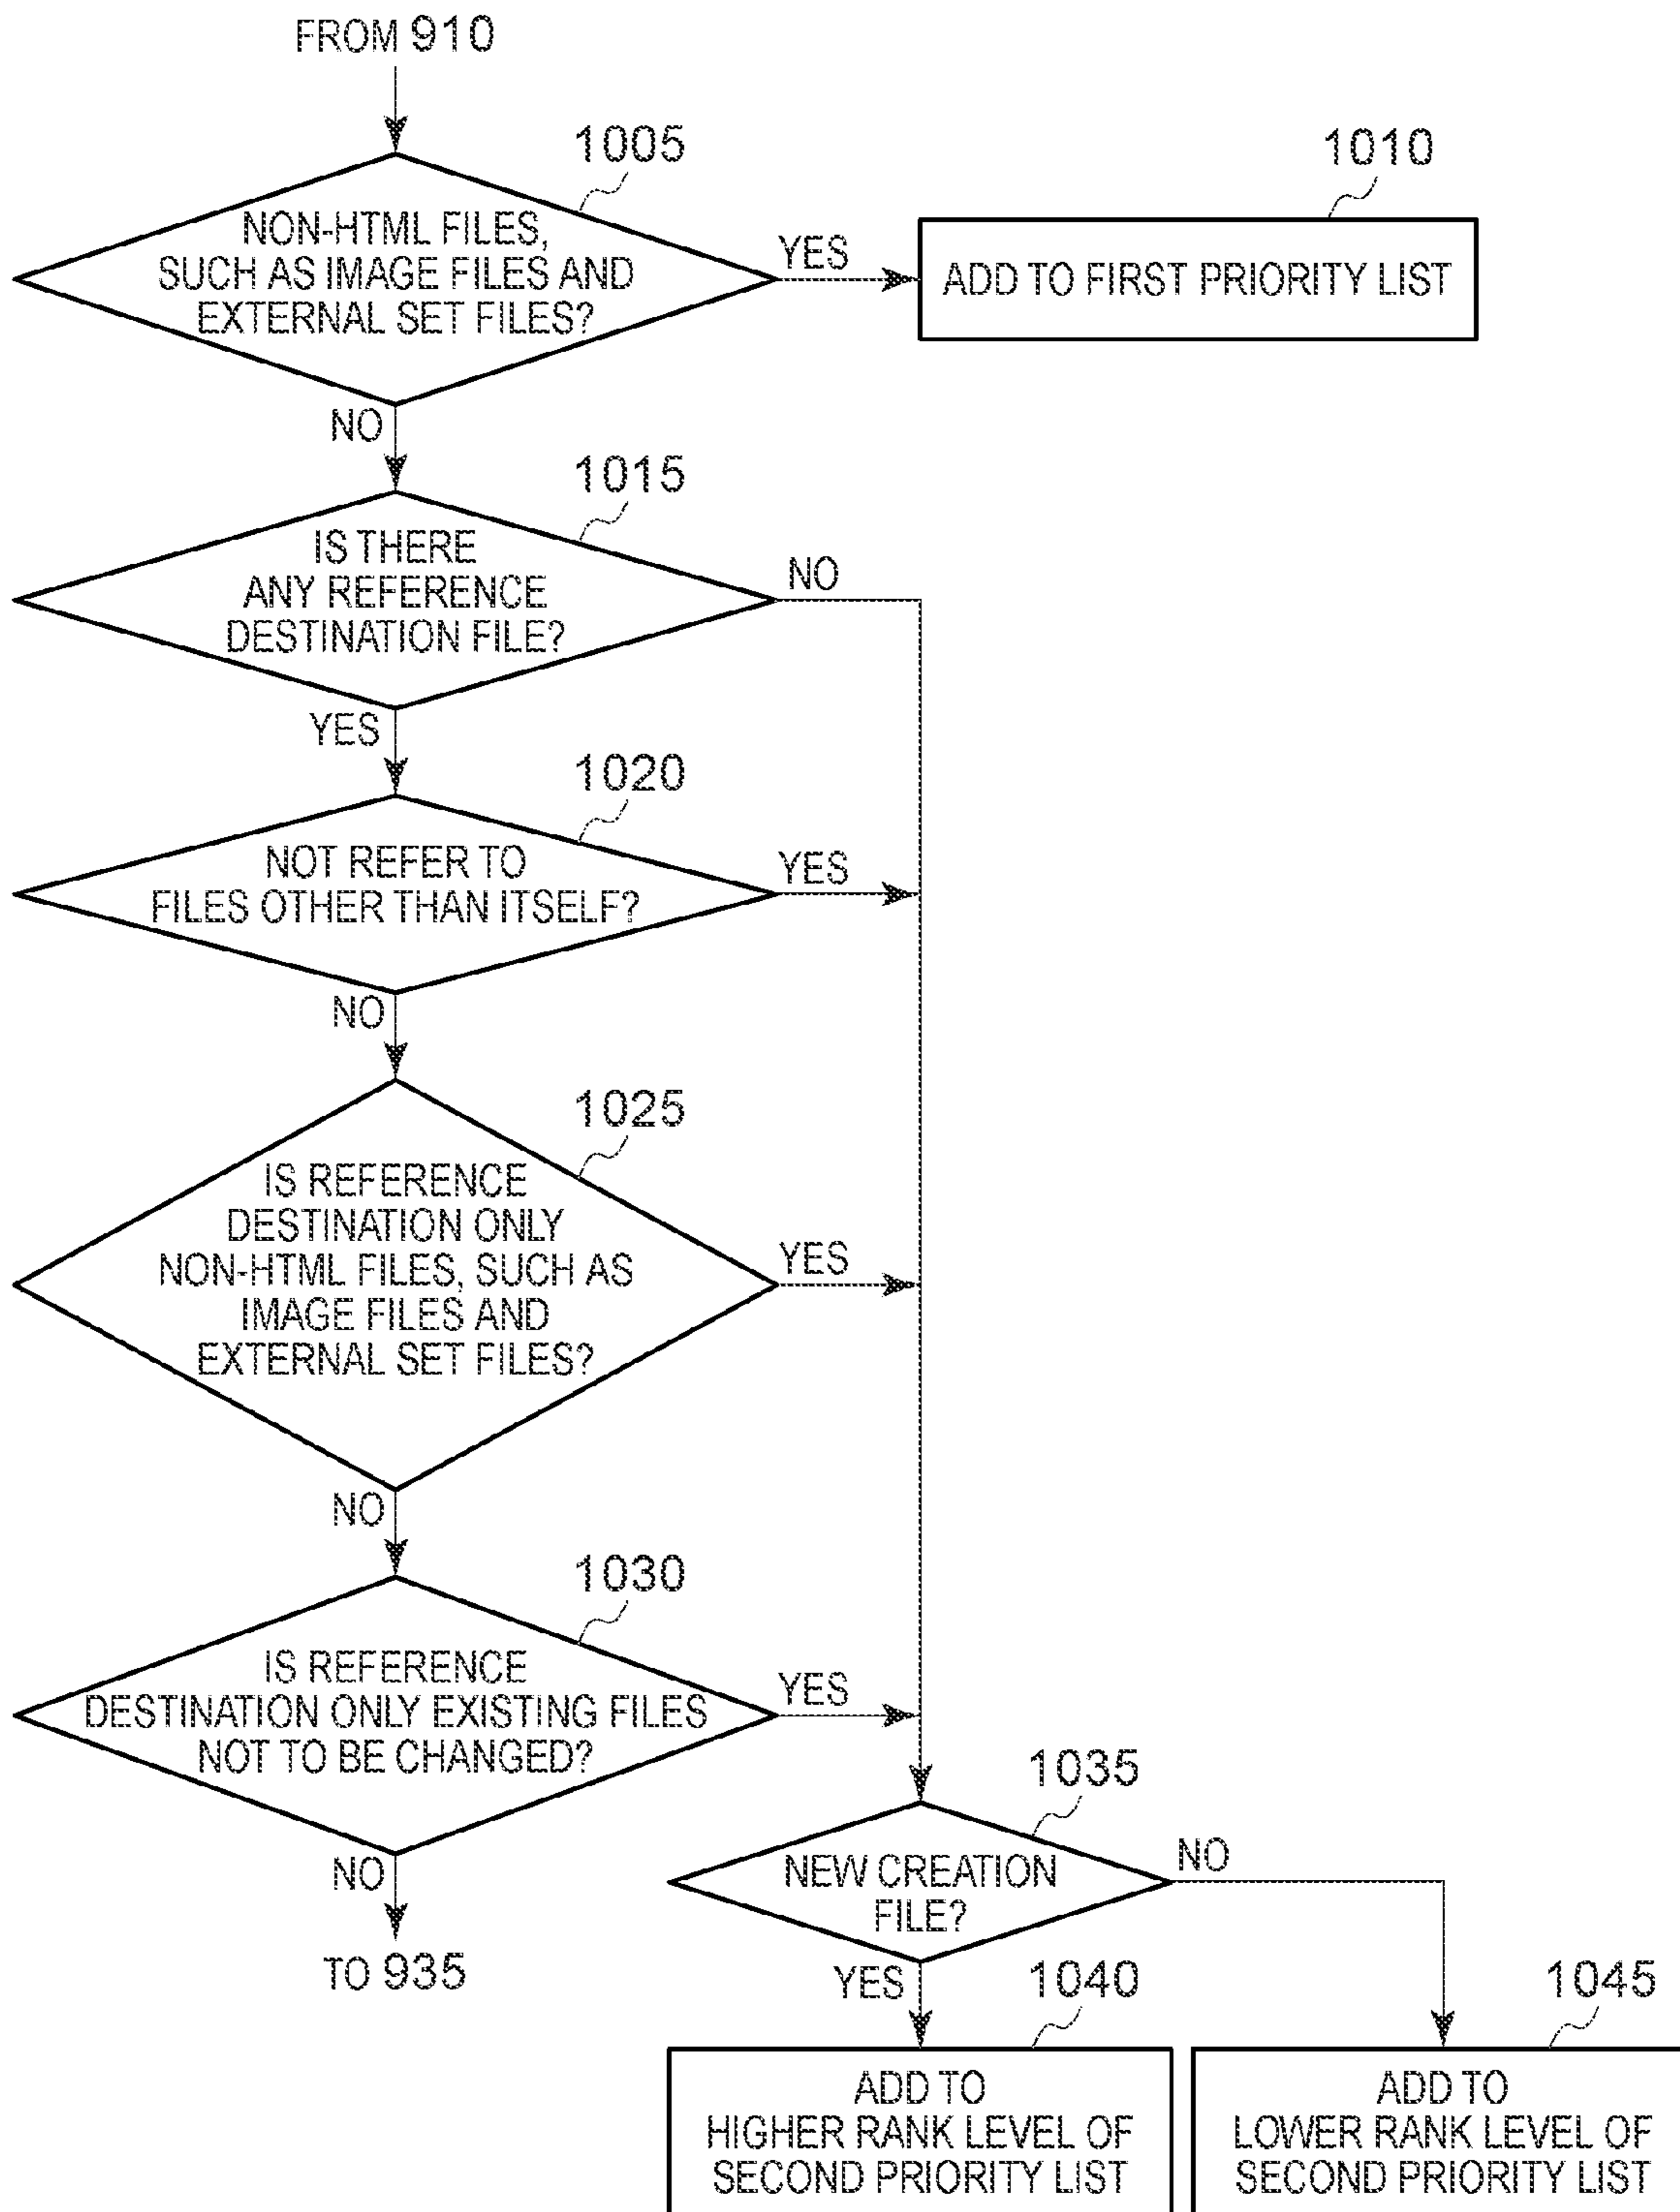 FROM 910
1005
NON-HTML FILES,
SUCH AS IMAGE FILES AND
EXTERNAL SET FILES?
YES
1010
ADD TO FIRST PRIORITY LIST
NO
1015
IS THERE
ANY REFERENCE
DESTINATION FILE?
NO
YES
1020
NOT REFER TO
FILES OTHER THAN ITSELF?
YES
NO
1025
IS REFERENCE
DESTINATION ONLY
NON-HTML FILES, SUCH AS
IMAGE FILES AND
EXTERNAL SET FILES?
YES
NO
1030
IS REFERENCE
DESTINATION ONLY EXISTING FILES
NOT TO BE CHANGED?
YES
NO
TO 935
1035
NEW CREATION
FILE?
NO
YES
1040
ADD TO
HIGHER RANK LEVEL OF
SECOND PRIORITY LIST
1045
ADD TO
LOWER RANK LEVEL OF
SECOND PRIORITY LIST